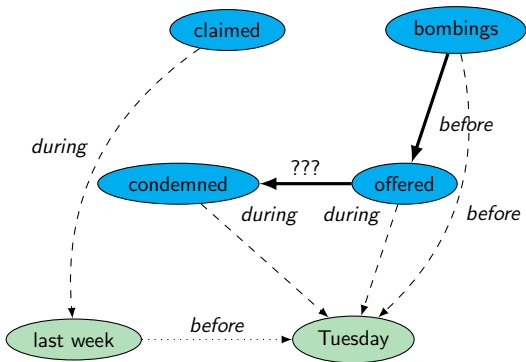 claimed
bombings
before
during
???
condemned
offered
during
during
before
before
last week
Tuesday